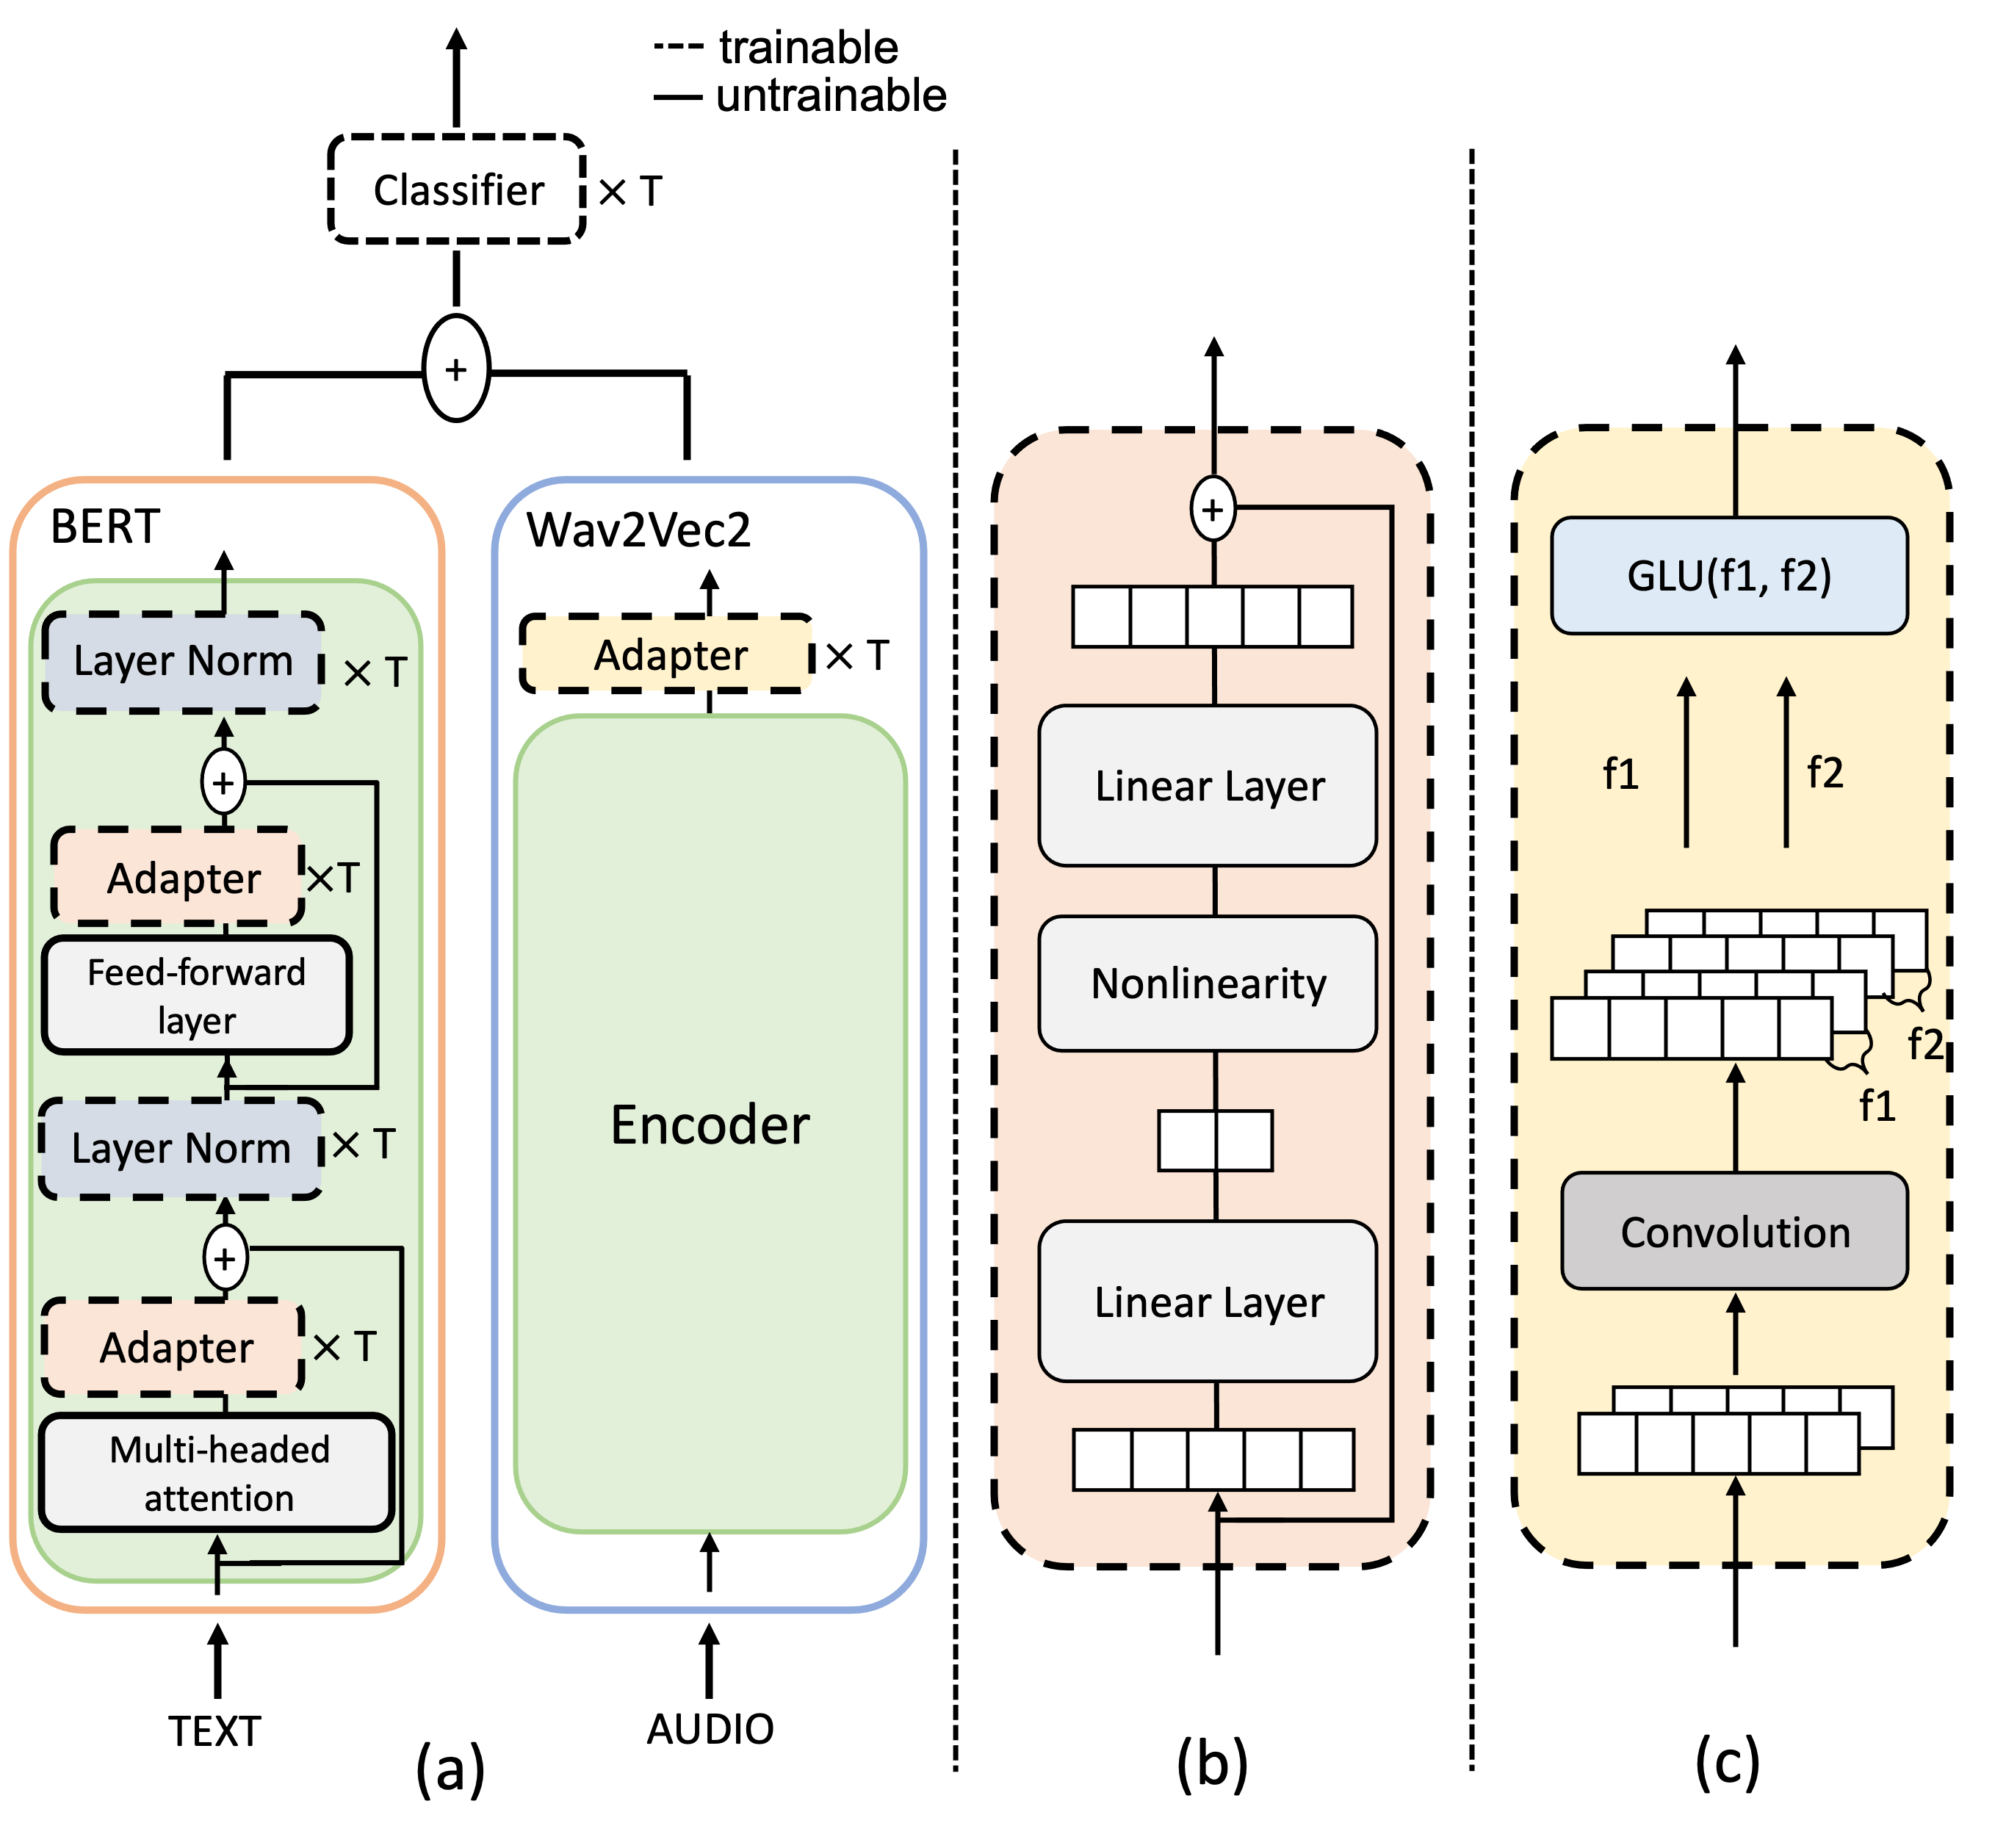 trainable
untrainable
Classifier
× T
+
BERT
Layer Norm
× T
+
Adapter
×T
Feed-forward
layer
Layer Norm
× T
+
Adapter
× T
Multi-headed
attention
TEXT
Wav2Vec2
Adapter
× T
Encoder
AUDIO
(a)
+
Linear Layer
Nonlinearity
Linear Layer
(b)
GLU(f1, f2)
f1
f2
f2
f1
Convolution
(c)